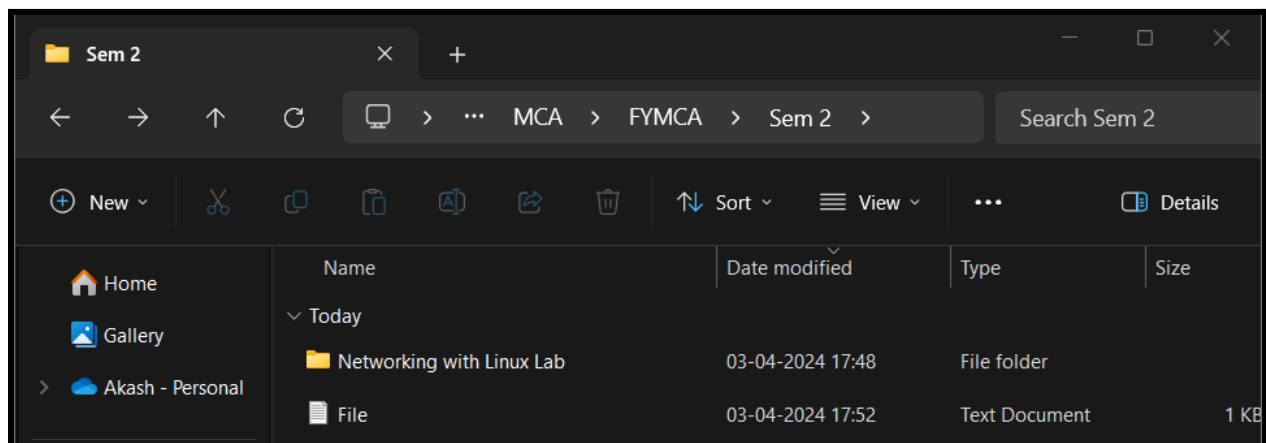 Sem 2
... MCA > FYMCA > Sem 2 > Search Sem 2
New Sort View ... Details
Home
Gallery
Akash - Personal
Name Date modified Type Size
Today
Networking with Linux Lab 03-04-2024 17:48 File folder
File 03-04-2024 17:52 Text Document 1 KB